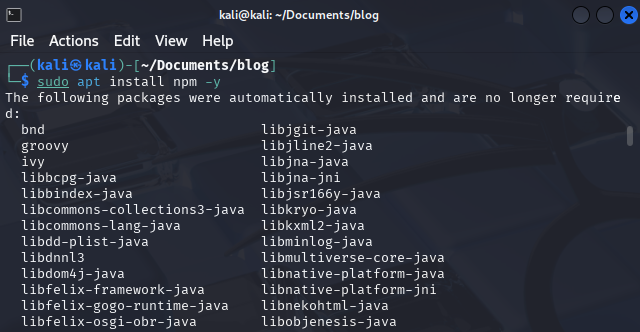 kali@kali: ~/Documents/blog
File Actions Edit View Help
┌──(kali㉿kali)-[~/Documents/blog]
└─$ sudo apt install npm -y
The following packages were automatically installed and are no longer require
d:
bnd libjgit-java
groovy libjline2-java
ivy libjna-java
libbcpg-java libjna-jni
libbindex-java libjsr166y-java
libcommons-collections3-java libkryo-java
libcommons-lang-java libkxml2-java
libdd-plist-java libminlog-java
libdnnl3 libmultiverse-core-java
libdom4j-java libnative-platform-java
libfelix-framework-java libnative-platform-jni
libfelix-gogo-runtime-java libnekohtml-java
libfelix-osgi-obr-java libobjenesis-java